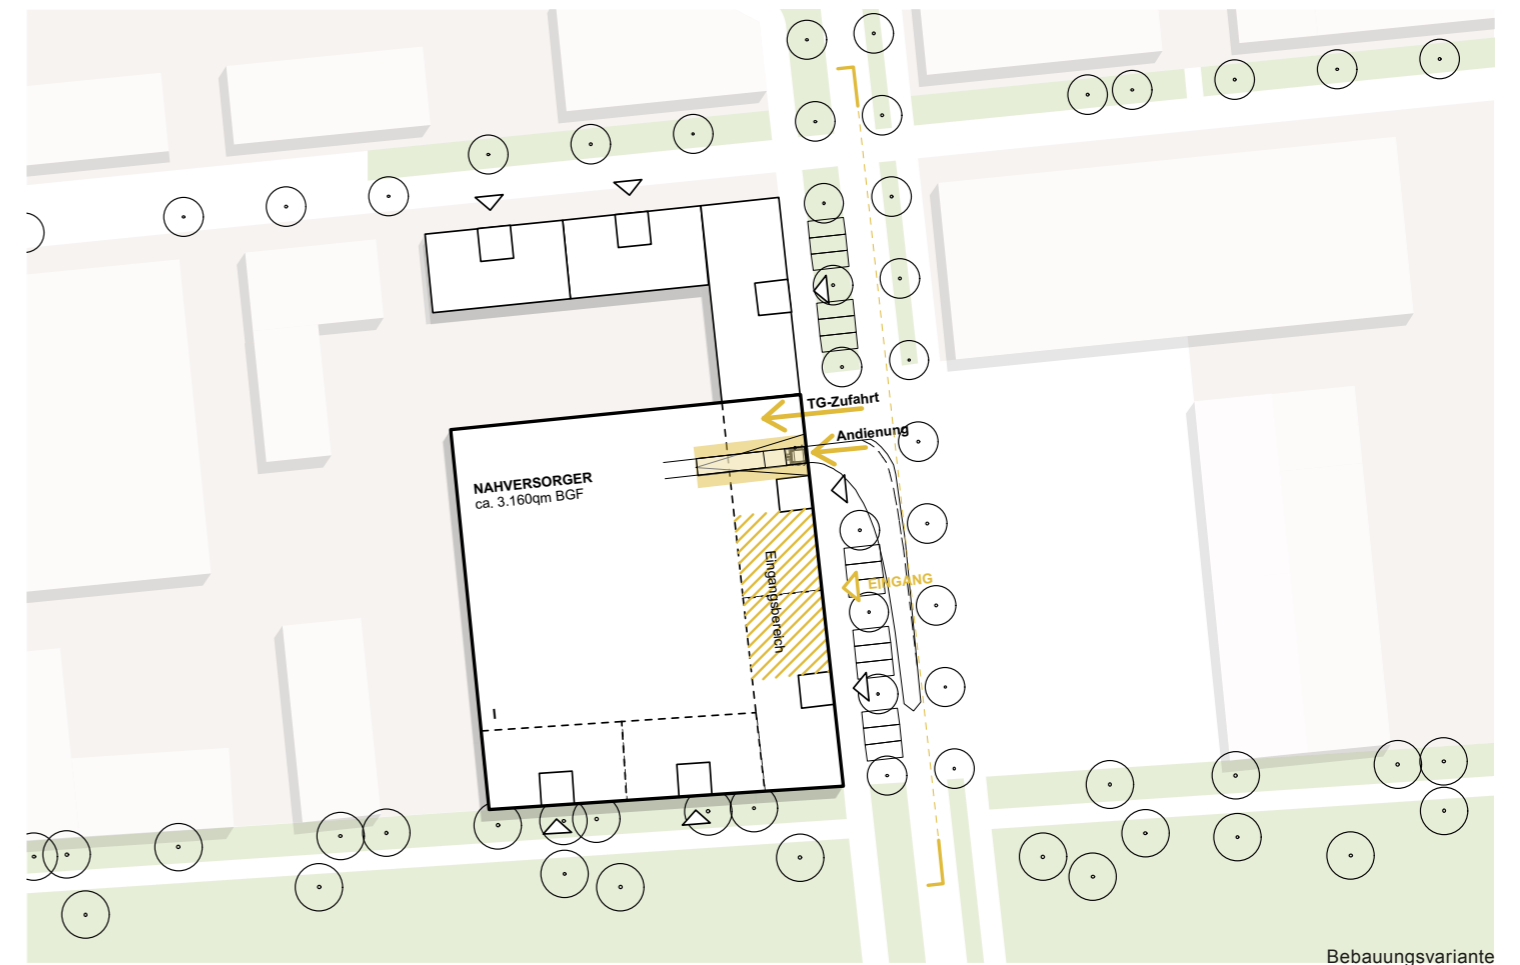 TG-Zufahrt
Andienung
NAHVERSORGER
ca. 3.160qm BGF
Eingangsbereich
EINGANG
I
Bebauungsvariante